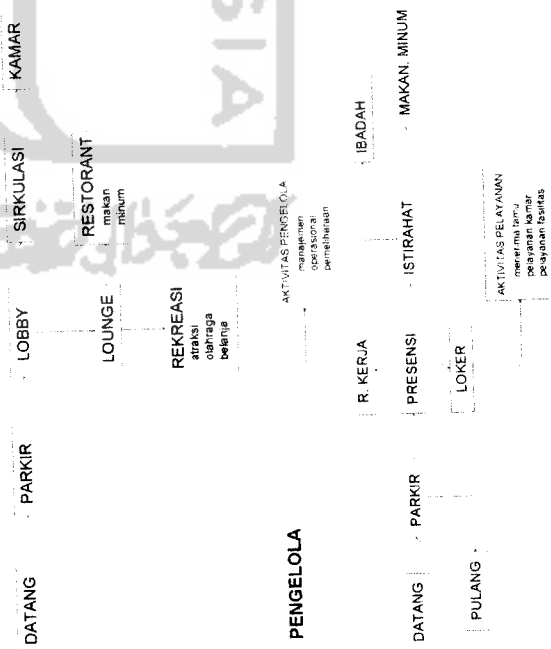 DATANG
PARKIR
LOBBY
SIRKULASI
KAMAR
LOUNGE
RESTORANT
makan
minum
REKREASI
atraksi
olahraga
belanja
PENGELOLA
AKTIVITAS PENGELOLA
manajemen
operasional
pemeliharaan
R. KERJA
IBADAH
DATANG
PARKIR
PRESENSI
ISTIRAHAT
MAKAN, MINUM
PULANG
LOKER
AKTIVITAS PELAYANAN
menerima tamu
pelayanan kamar
pelayanan fasilitas